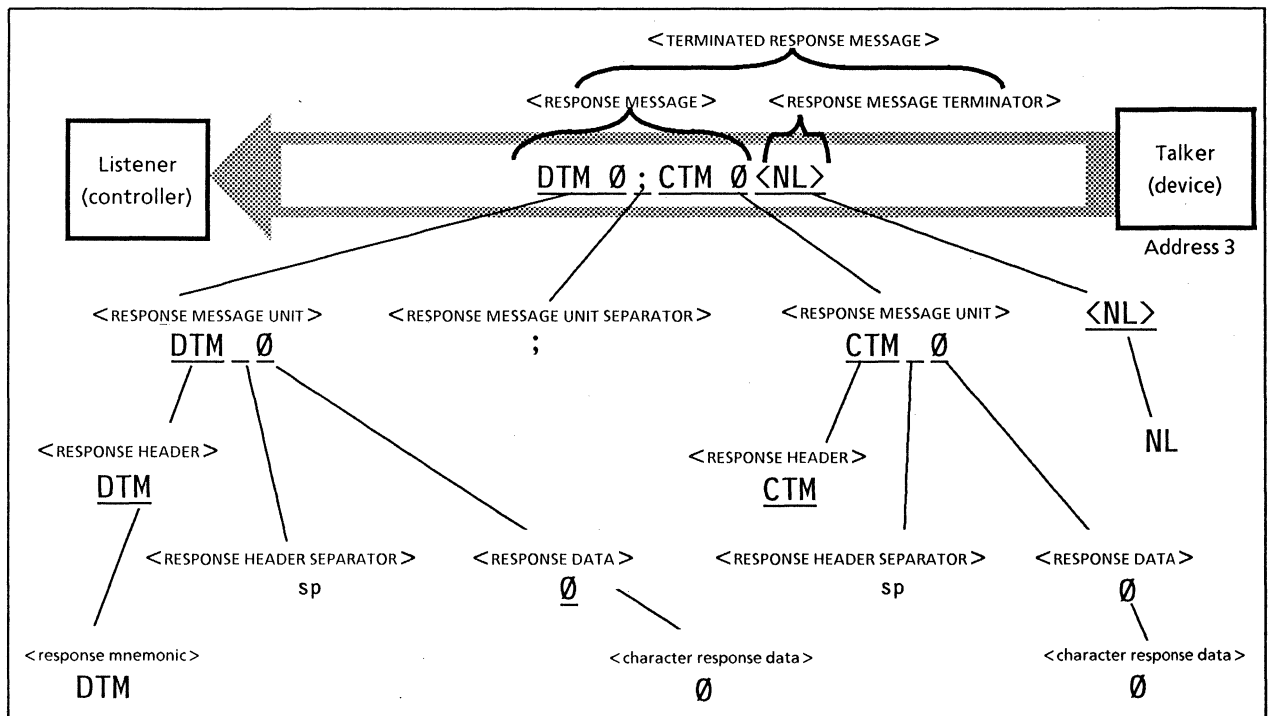 <TERMINATED RESPONSE MESSAGE>
<RESPONSE MESSAGE> <RESPONSE MESSAGE TERMINATOR>
Listener
(controller)
DTM Ø ; CTM Ø <NL>
Talker
(device)
Address 3
<RESPONSE MESSAGE UNIT> <RESPONSE MESSAGE UNIT SEPARATOR> <RESPONSE MESSAGE UNIT> <NL>
DTM _ Ø ; CTM _ Ø
<RESPONSE HEADER> <RESPONSE HEADER> NL
DTM CTM
<RESPONSE HEADER SEPARATOR> <RESPONSE DATA> <RESPONSE HEADER SEPARATOR> <RESPONSE DATA>
sp Ø sp Ø
<response mnemonic> <character response data> <character response data>
DTM Ø Ø